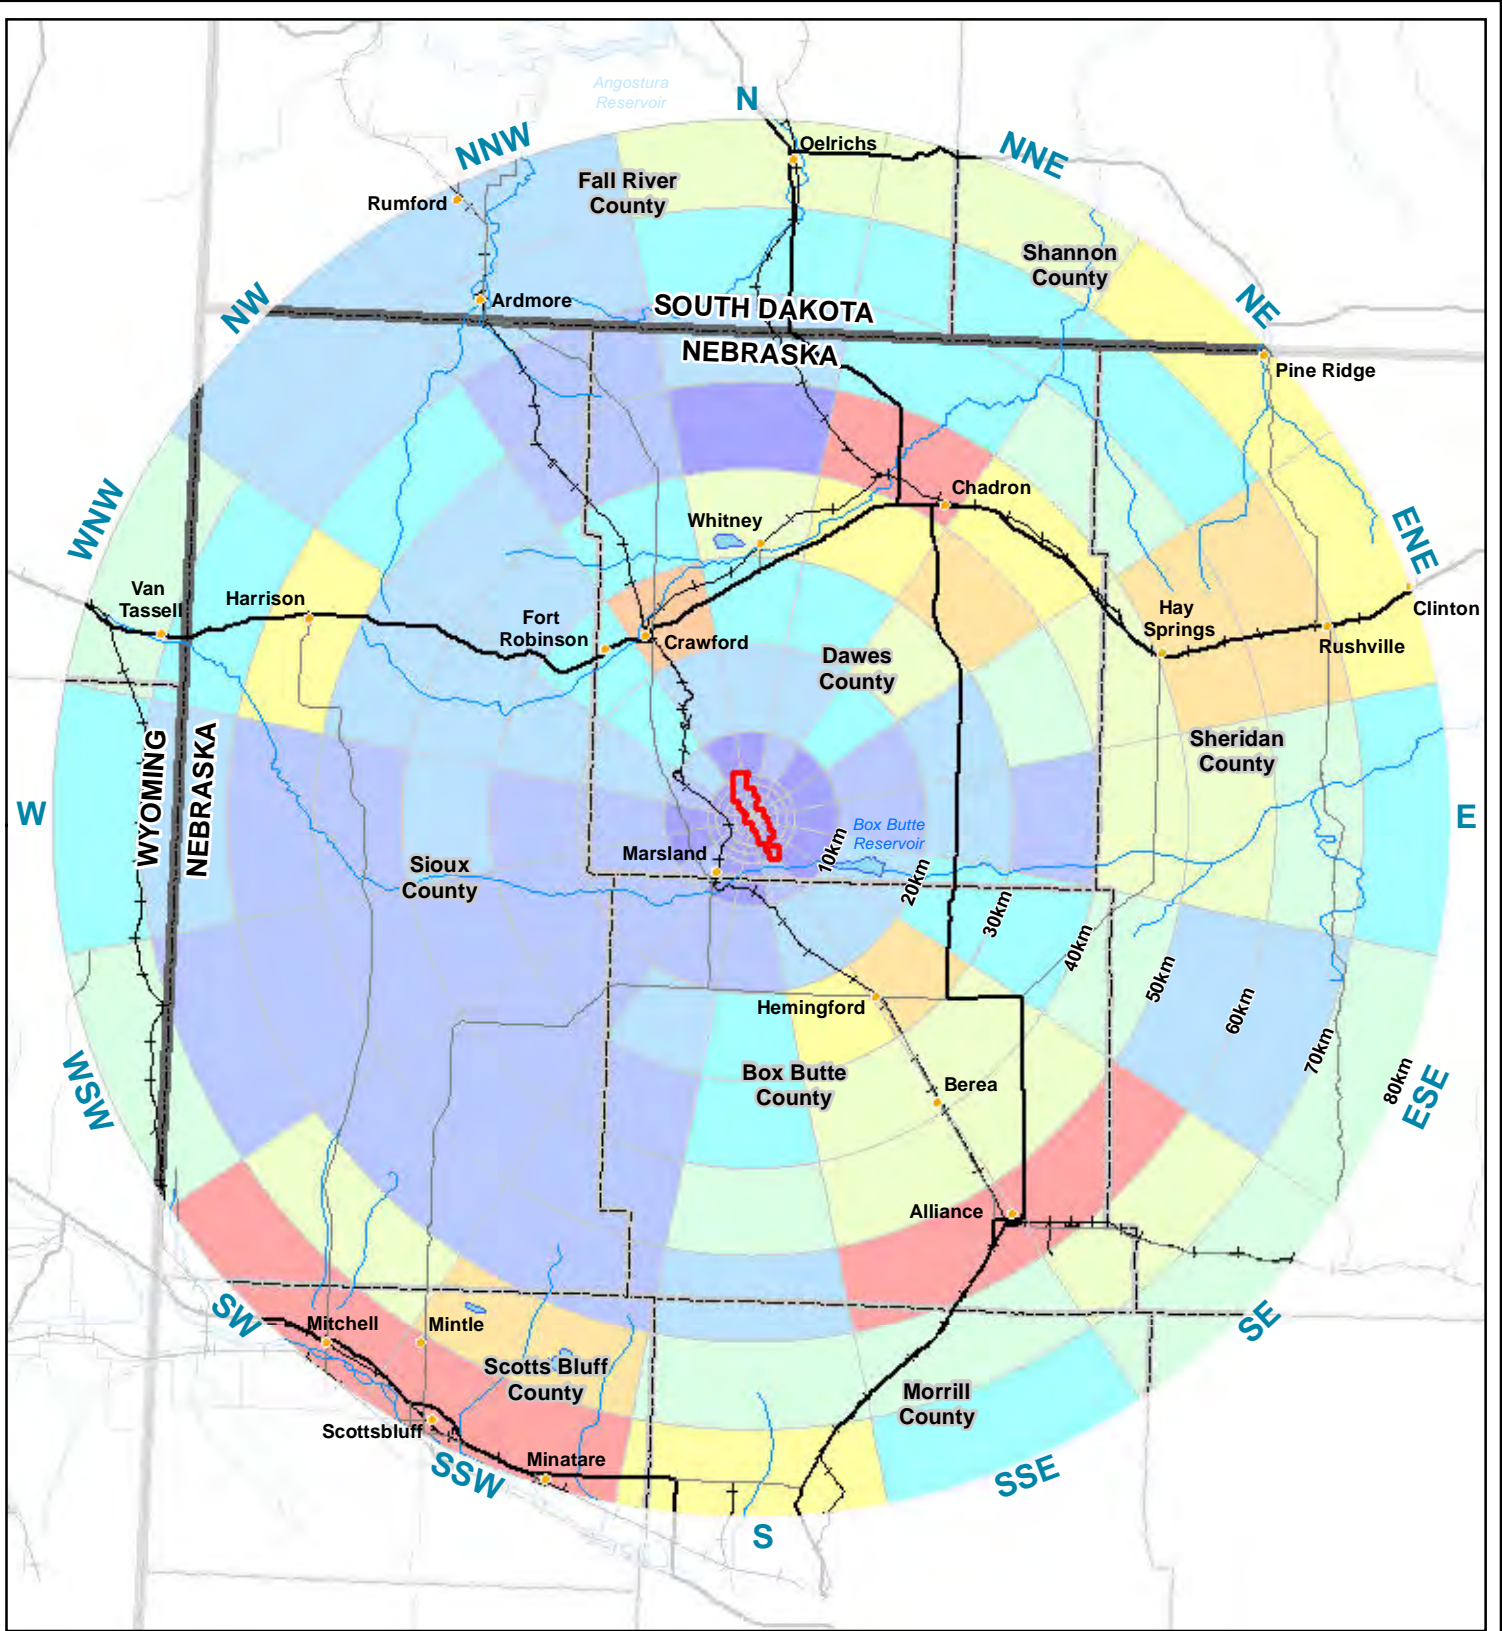 Angostura
Reservoir
N
NNW
Oelrichs
NNE
Fall River
County
Rumford
Shannon
County
NW
Ardmore
NE
SOUTH DAKOTA
NEBRASKA
Pine Ridge
WNW
Chadron
Whitney
ENE
Van
Tassell
Harrison
Fort
Robinson
Crawford
Hay
Springs
Clinton
Rushville
Dawes
County
Sheridan
County
WYOMING
NEBRASKA
W
E
Box Butte
Reservoir
Marsland
Sioux
County
10km
20km
30km
40km
50km
60km
70km
80km
Hemingford
WSW
Box Butte
County
Berea
ESE
Alliance
SW
SE
Mitchell
Mintle
Scotts Bluff
County
Morrill
County
Scottsbluff
Minatare
SSW
SSE
S